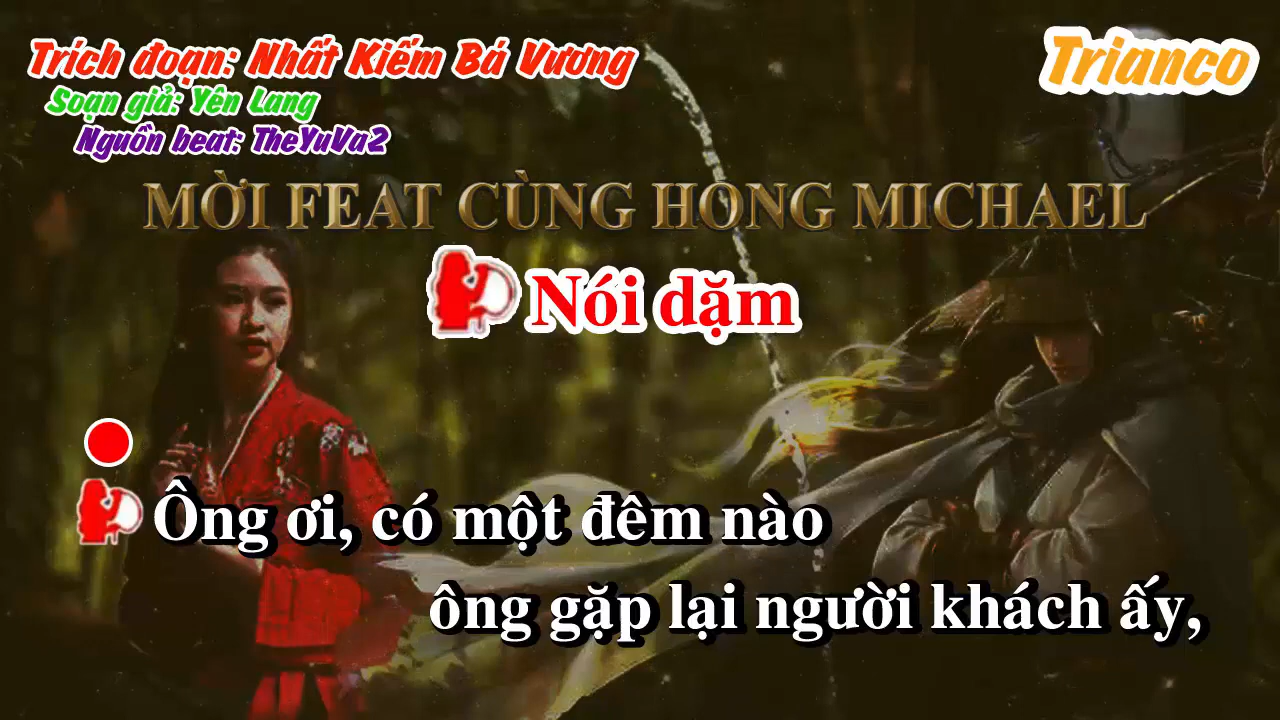 Trích đoạn: Nhất Kiếm Bá Vương
Trianco
Soạn giả: Yên Lang
Nguồn beat: TheYuVa2
MỜI FEAT CÙNG HONG MICHAEL
Nói dặm
Ông ơi, có một đêm nào
ông gặp lại người khách ấy,